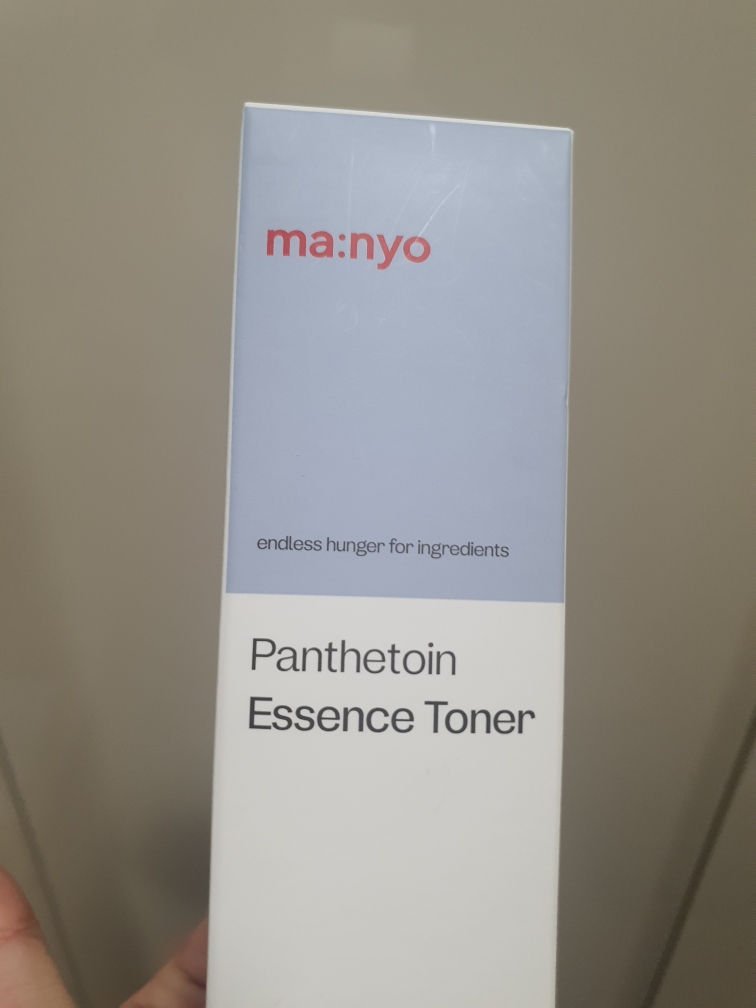 ma:nyo
endless hunger for ingredients
Panthetoin
Essence Toner